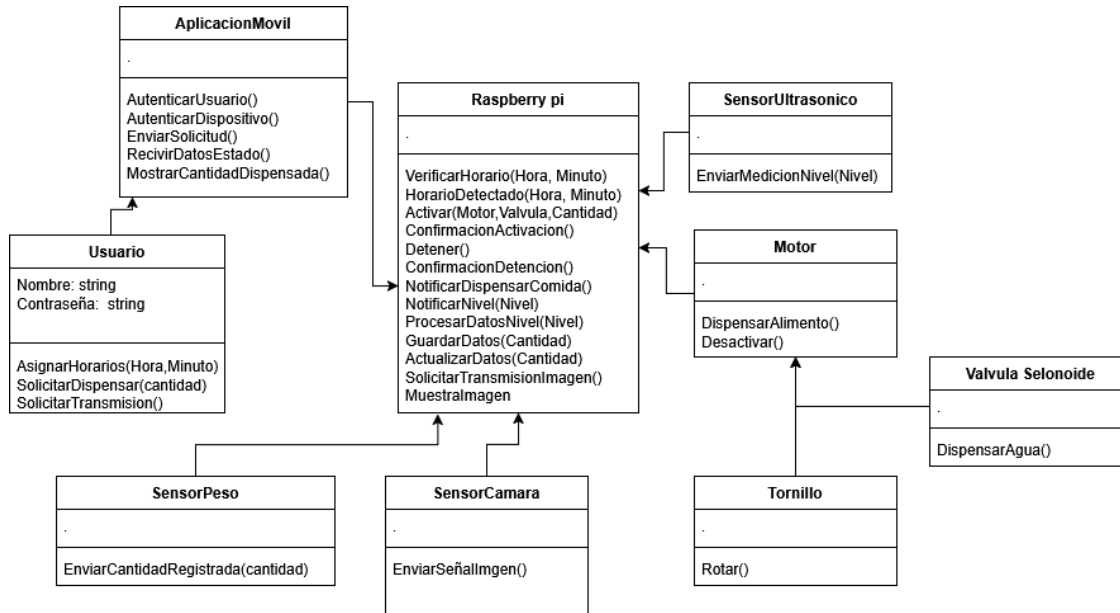 AplicacionMovil
.
AutenticarUsuario()
AutenticarDispositivo()
EnviarSolicitud()
RecivirDatosEstado()
MostrarCantidadDispensada()
Usuario
Nombre: string
Contraseña: string
AsignarHorarios(Hora,Minuto)
SolicitarDispensar(cantidad)
SolicitarTransmision()
Raspberry pi
.
VerificarHorario(Hora, Minuto)
HorarioDetectado(Hora, Minuto)
Activar(Motor,Valvula,Cantidad)
ConfirmacionActivacion()
Detener()
ConfirmacionDetencion()
NotificarDispensarComida()
NotificarNivel(Nivel)
ProcesarDatosNivel(Nivel)
GuardarDatos(Cantidad)
ActualizarDatos(Cantidad)
SolicitarTransmisionImagen()
MuestraImagen
SensorUltrasonico
.
EnviarMedicionNivel(Nivel)
Motor
.
DispensarAlimento()
Desactivar()
Valvula Selonoide
.
DispensarAgua()
SensorPeso
.
EnviarCantidadRegistrada(cantidad)
SensorCamara
.
EnviarSeñalImgen()
Tornillo
.
Rotar()